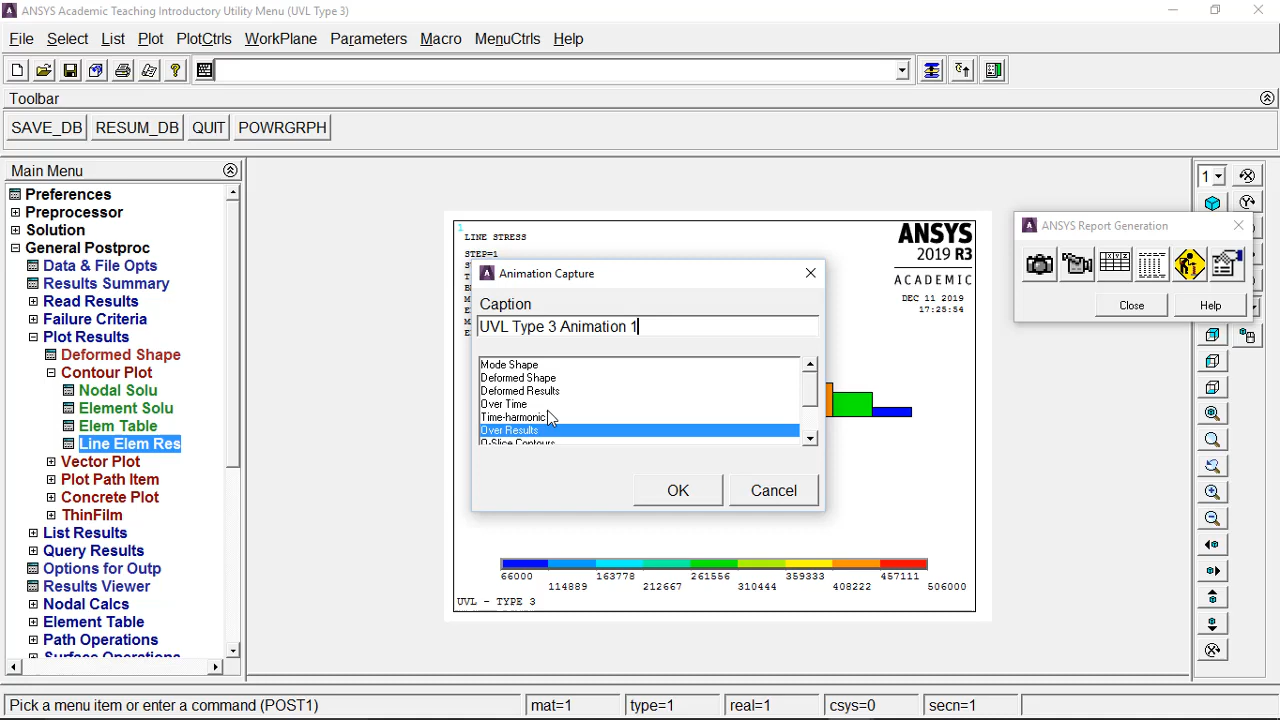 ANSYS Academic Teaching Introductory Utility Menu (UVL Type 3)
File Select List Plot PlotCtrls WorkPlane Parameters Macro MenuCtrls Help
Toolbar
SAVE_DB RESUM_DB QUIT POWRGRPH
Main Menu
Preferences
Preprocessor
Solution
General Postproc
Data & File Opts
Results Summary
Read Results
Failure Criteria
Plot Results
Deformed Shape
Contour Plot
Nodal Solu
Element Solu
Elem Table
Line Elem Res
Vector Plot
Plot Path Item
Concrete Plot
ThinFilm
List Results
Query Results
Options for Outp
Results Viewer
Nodal Calcs
Element Table
Path Operations
Surface Operations
1
LINE STRESS
STEP=1
ANSYS
2019 R3
ACADEMIC
DEC 11 2019
17:25:54
Animation Capture
Caption
UVL Type 3 Animation 1
Mode Shape
Deformed Shape
Deformed Results
Over Time
Time-harmonic
Over Results
Q-Slice Contours
OK Cancel
66000 163778 261556 359333 457111
114889 212667 310444 408222 506000
UVL - TYPE 3
1
ANSYS Report Generation
Close Help
Pick a menu item or enter a command (POST1) mat=1 type=1 real=1 csys=0 secn=1